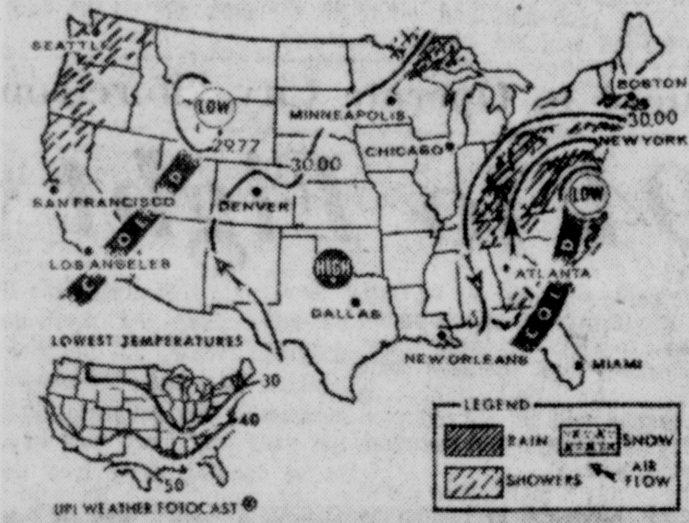 SEATTLE
LOW
29.77
MINNEAPOLIS
30.00
CHICAGO
BOSTON
30.00
NEW YORK
LOW
SAN FRANCISCO
DENVER
COLD
LOS ANGELES
HIGH
DALLAS
ATLANTA
COLD
NEW ORLEANS
MIAMI
LOWEST TEMPERATURES
30
40
50
UPI WEATHER FOTOCAST ®
LEGEND
RAIN
SNOW
SHOWERS
AIR
FLOW